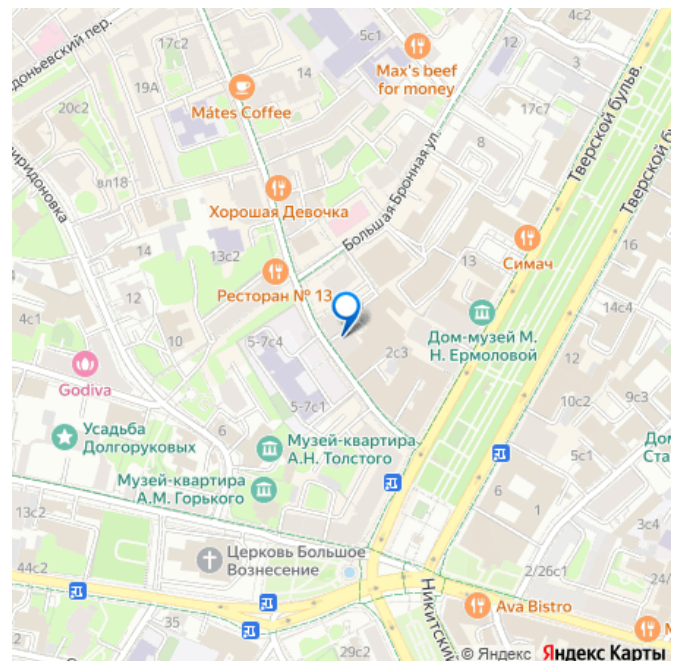 17с2
5с1
12
4с2
3
доньевский пер.
14
Max's beef
for money
19А
Mátes Coffee
20с2
17с7
8
Тверской бульв.
Тверской б
иридоновка
вл18
Хорошая Девочка
Большая Бронная ул.
14
13с2
13
Симач
16
Ресторан № 13
4с1
10
5-7с4
2с3
Дом-музей М.
Н. Ермоловой
14с4
12
Godiva
5-7с1
10с2
9с3
Усадьба
Долгоруковых
6
Музей-квартира
А.Н. Толстого
5с1
Дом
Ста
Музей-квартира
А.М. Горького
6
1
13с2
3с4
Церковь Большое
Вознесение
44с2
2/26с1
24/
Никитский
Ava Bistro
М
29с2
© Яндекс Яндекс Карты